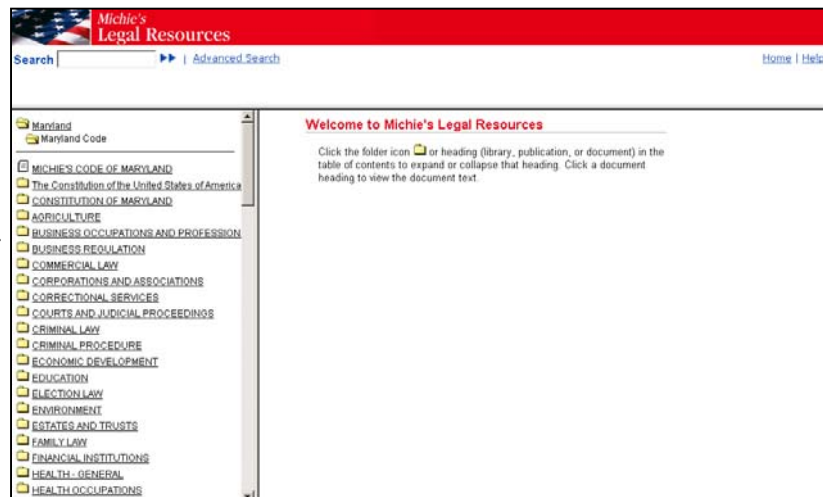 Michie's
Legal Resources
Search | Advanced Search Home | Help
Maryland
Maryland Code
MICHIE'S CODE OF MARYLAND
The Constitution of the United States of America
CONSTITUTION OF MARYLAND
AGRICULTURE
BUSINESS OCCUPATIONS AND PROFESSION
BUSINESS REGULATION
COMMERCIAL LAW
CORPORATIONS AND ASSOCIATIONS
CORRECTIONAL SERVICES
COURTS AND JUDICIAL PROCEEDINGS
CRIMINAL LAW
CRIMINAL PROCEDURE
ECONOMIC DEVELOPMENT
EDUCATION
ELECTION LAW
ENVIRONMENT
ESTATES AND TRUSTS
FAMILY LAW
FINANCIAL INSTITUTIONS
HEALTH - GENERAL
HEALTH OCCUPATIONS
Welcome to Michie's Legal Resources
Click the folder icon or heading (library, publication, or document) in the
table of contents to expand or collapse that heading. Click a document
heading to view the document text.